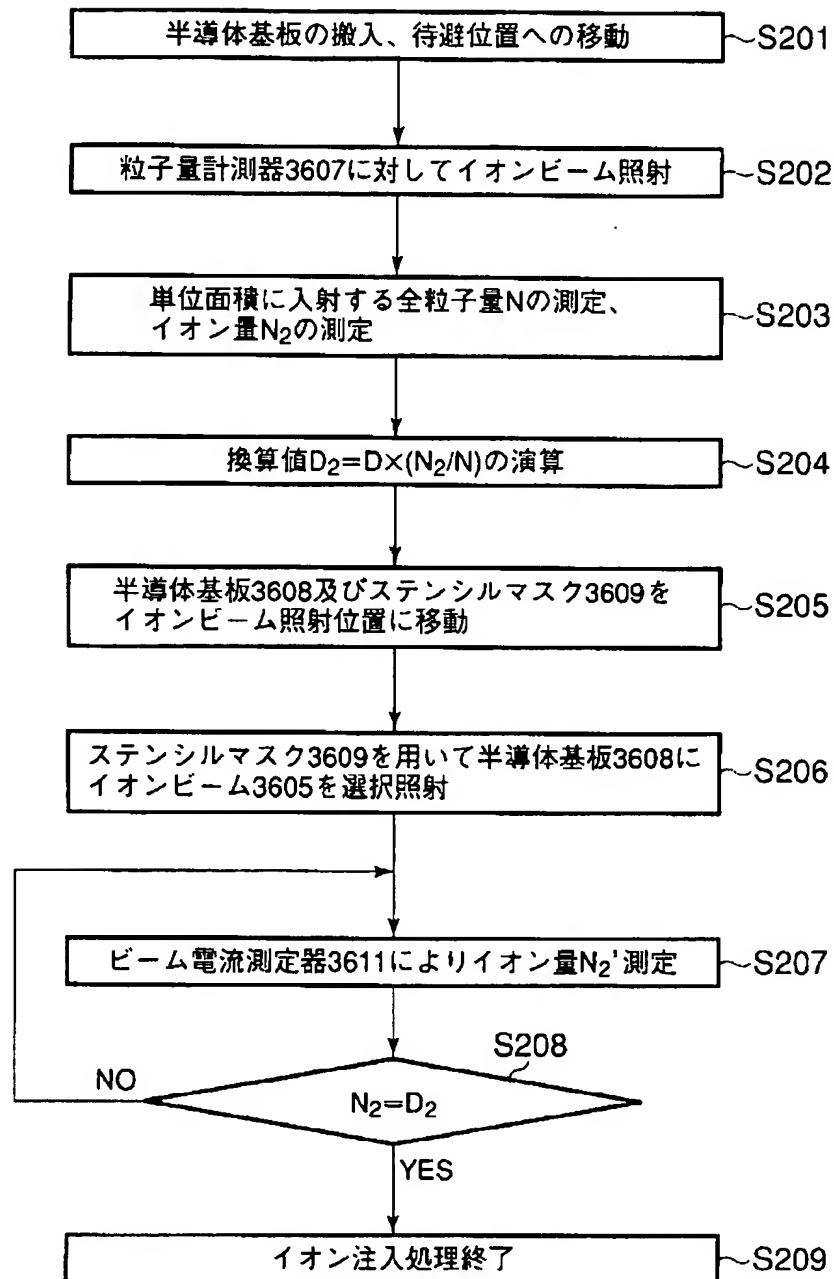 半導体基板の搬入、待避位置への移動 ~S201
粒子量計測器3607に対してイオンビーム照射 ~S202
単位面積に入射する全粒子量Nの測定、
イオン量N₂の測定 ~S203
換算値D₂=D×(N₂/N)の演算 ~S204
半導体基板3608及びステンシルマスク3609を
イオンビーム照射位置に移動 ~S205
ステンシルマスク3609を用いて半導体基板3608に
イオンビーム3605を選択照射 ~S206
ビーム電流測定器3611によりイオン量N₂'測定 ~S207
S208
NO
N₂=D₂
YES
イオン注入処理終了 ~S209